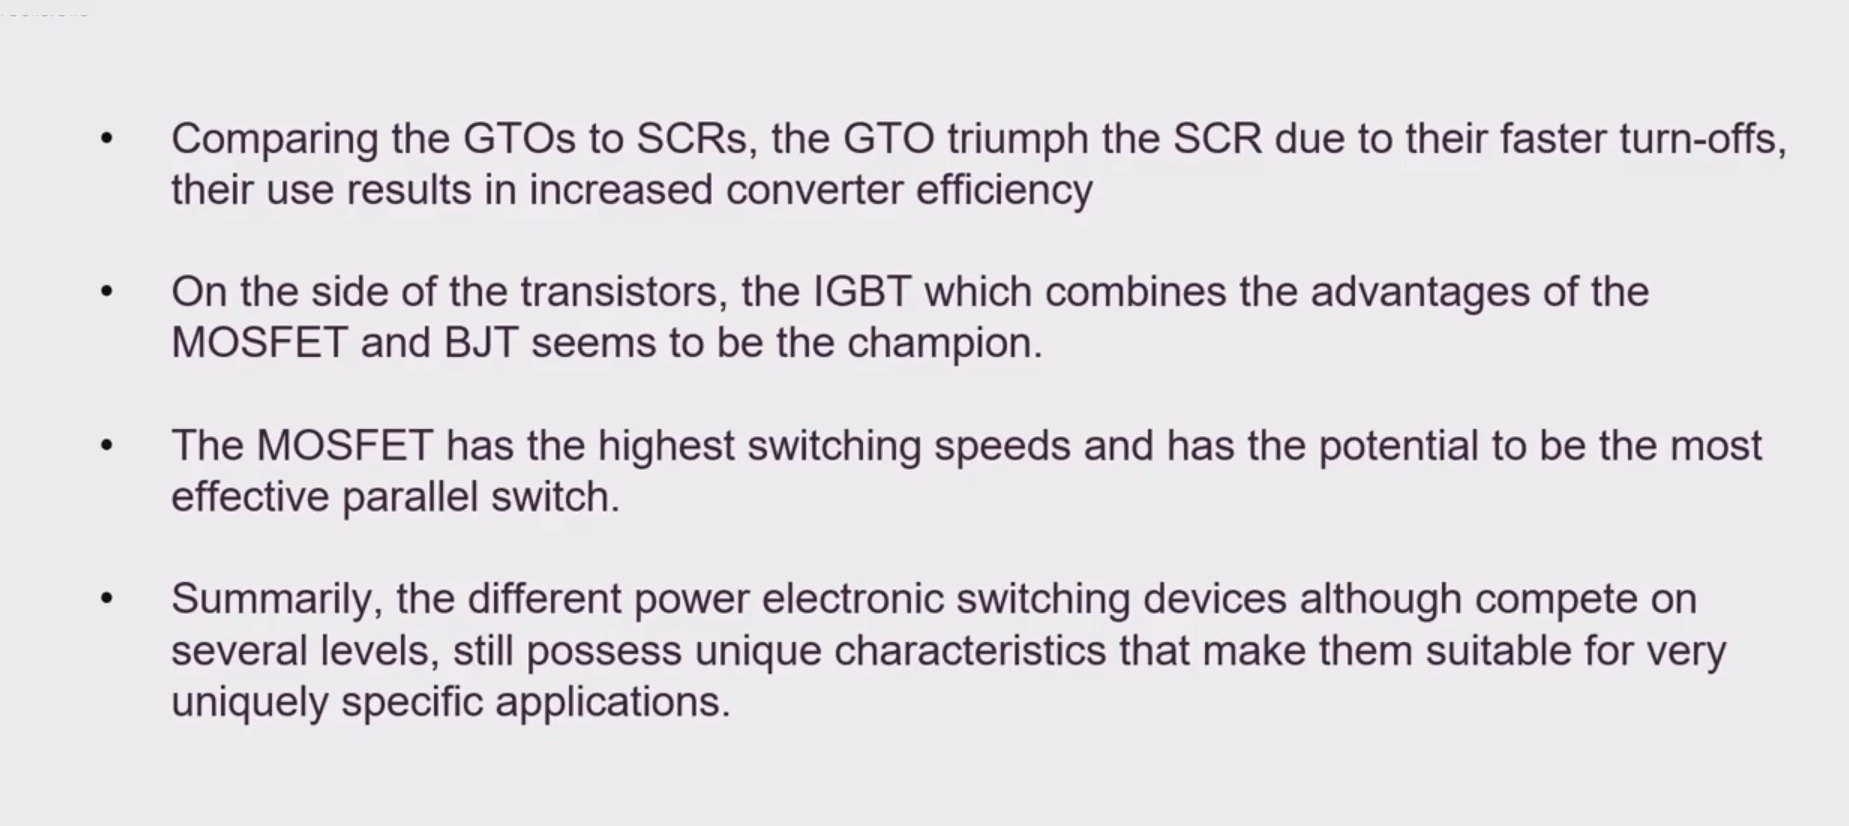 • Comparing the GTOs to SCRs, the GTO triumph the SCR due to their faster turn-offs,
their use results in increased converter efficiency
• On the side of the transistors, the IGBT which combines the advantages of the
MOSFET and BJT seems to be the champion.
• The MOSFET has the highest switching speeds and has the potential to be the most
effective parallel switch.
• Summarily, the different power electronic switching devices although compete on
several levels, still possess unique characteristics that make them suitable for very
uniquely specific applications.